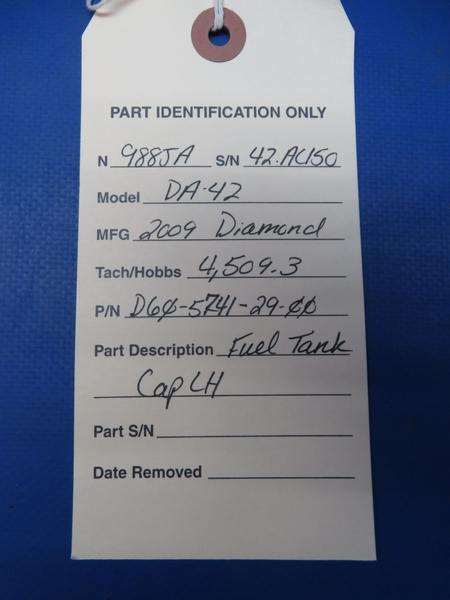 PART IDENTIFICATION ONLY
N 988JA S/N 42.AC150
Model DA-42
MFG 2009 Diamond
Tach/Hobbs 4,509.3
P/N D60-5741-29-00
Part Description Fuel Tank
Cap LH
Part S/N
Date Removed